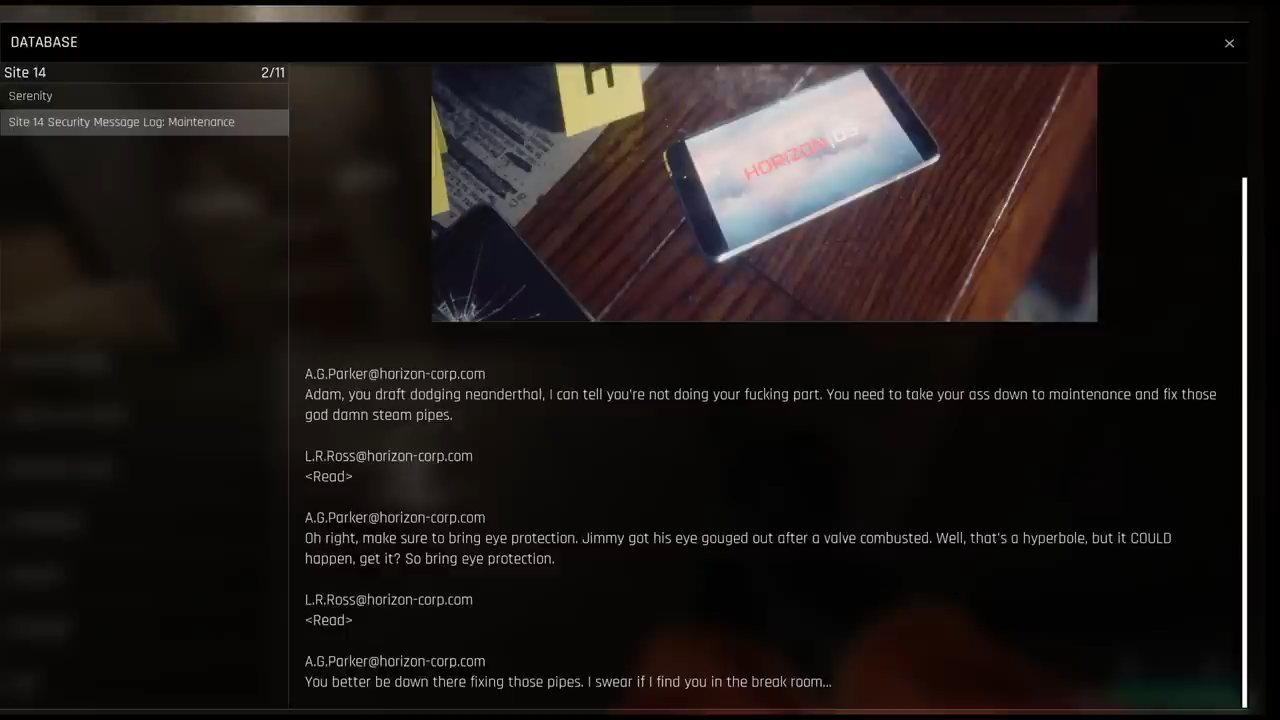 DATABASE
Site 14 2/11
Serenity
Site 14 Security Message Log: Maintenance
H
HORIZON|OS
A.G.Parker@horizon-corp.com
Adam, you draft dodging neanderthal, I can tell you're not doing your fucking part. You need to take your ass down to maintenance and fix those
god damn steam pipes.
L.R.Ross@horizon-corp.com
<Read>
A.G.Parker@horizon-corp.com
Oh right, make sure to bring eye protection. Jimmy got his eye gouged out after a valve combusted. Well, that's a hyperbole, but it COULD
happen, get it? So bring eye protection.
L.R.Ross@horizon-corp.com
<Read>
A.G.Parker@horizon-corp.com
You better be down there fixing those pipes. I swear if I find you in the break room...